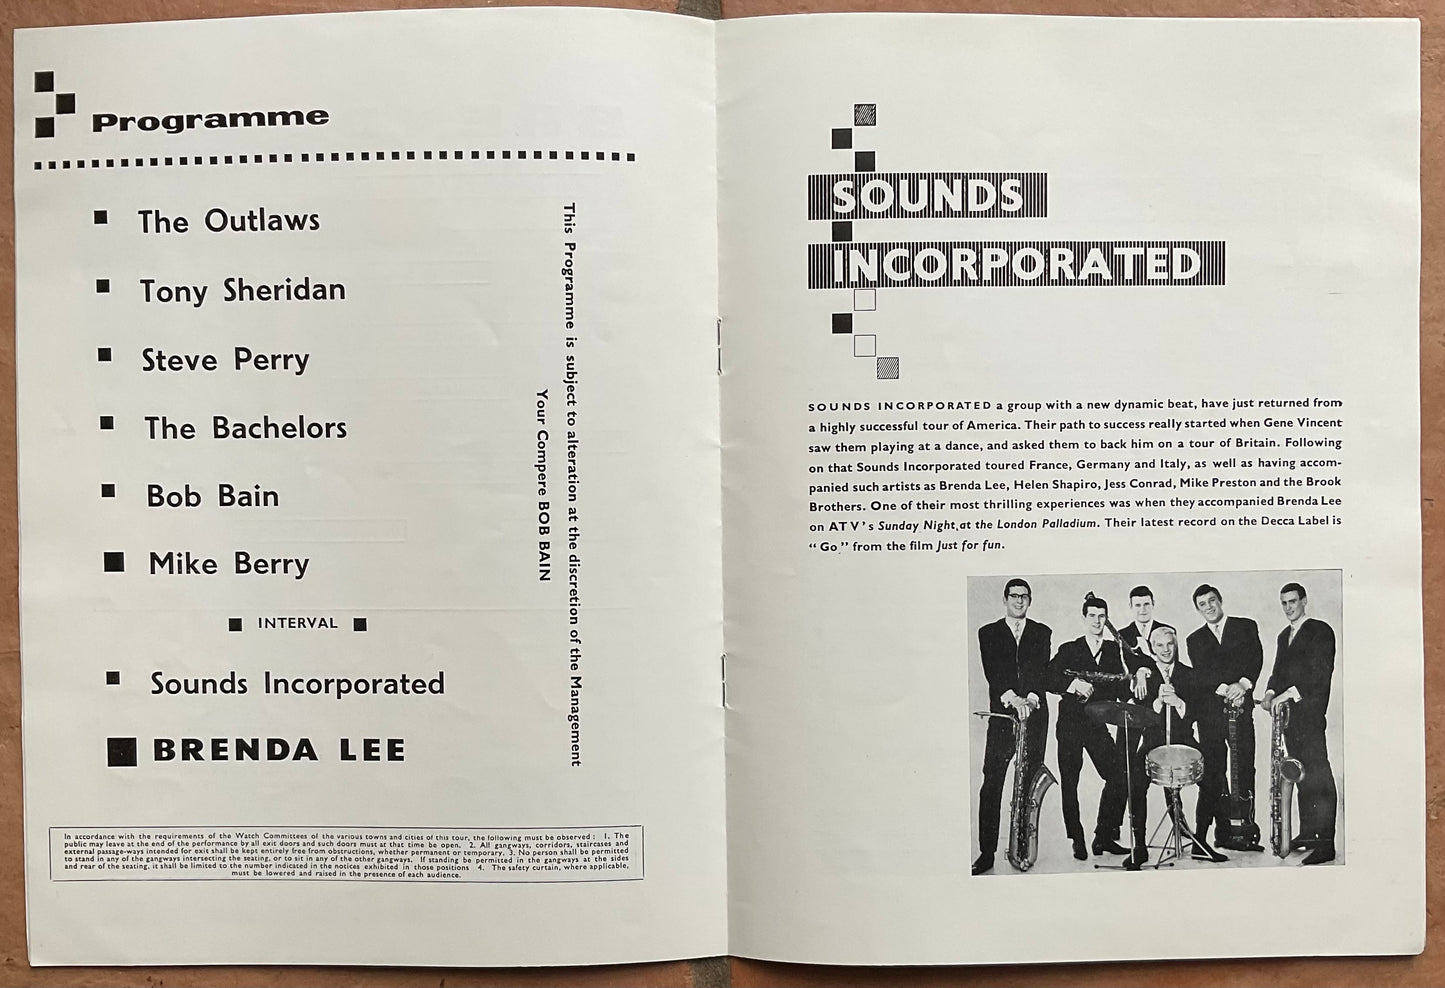 Programme
The Outlaws
Tony Sheridan
Steve Perry
The Bachelors
Bob Bain
Mike Berry
INTERVAL
Sounds Incorporated
BRENDA LEE
This Programme is subject to alteration at the discretion of the Management
Your Compere BOB BAIN
In accordance with the requirements of the Watch Committees of the various towns and cities of this tour, the following must be observed : 1. The
public may leave at the end of the performance by all exit doors and such doors must at that time be open. 2. All gangways, corridors, staircases and
external passage-ways intended for exit shall be kept entirely free from obstructions, whether permanent or temporary. 3. No person shall be permitted
to stand in any of the gangways intersecting the seating, or to sit in any of the other gangways. If standing be permitted in the gangways at the sides
and rear of the seating, it shall be limited to the number indicated in the notices exhibited in those positions 4. The safety curtain, where applicable,
must be lowered and raised in the presence of each audience.
SOUNDS
INCORPORATED
SOUNDS INCORPORATED a group with a new dynamic beat, have just returned from
a highly successful tour of America. Their path to success really started when Gene Vincent
saw them playing at a dance, and asked them to back him on a tour of Britain. Following
on that Sounds Incorporated toured France, Germany and Italy, as well as having accom-
panied such artists as Brenda Lee, Helen Shapiro, Jess Conrad, Mike Preston and the Brook
Brothers. One of their most thrilling experiences was when they accompanied Brenda Lee
on ATV's Sunday Night at the London Palladium. Their latest record on the Decca Label is
“ Go ” from the film Just for fun.